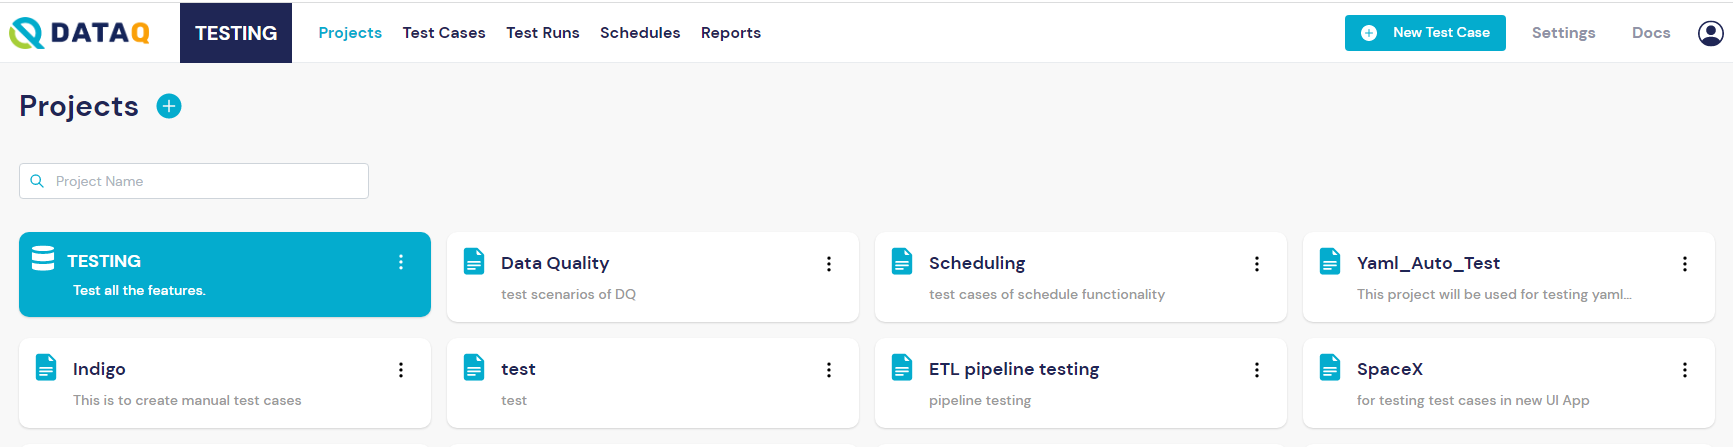 DATAQ TESTING Projects Test Cases Test Runs Schedules Reports New Test Case Settings Docs
Projects
Project Name
TESTING Data Quality Scheduling Yaml_Auto_Test
Test all the features. test scenarios of DQ test cases of schedule functionality This project will be used for testing yaml...
Indigo test ETL pipeline testing SpaceX
This is to create manual test cases test pipeline testing for testing test cases in new UI App